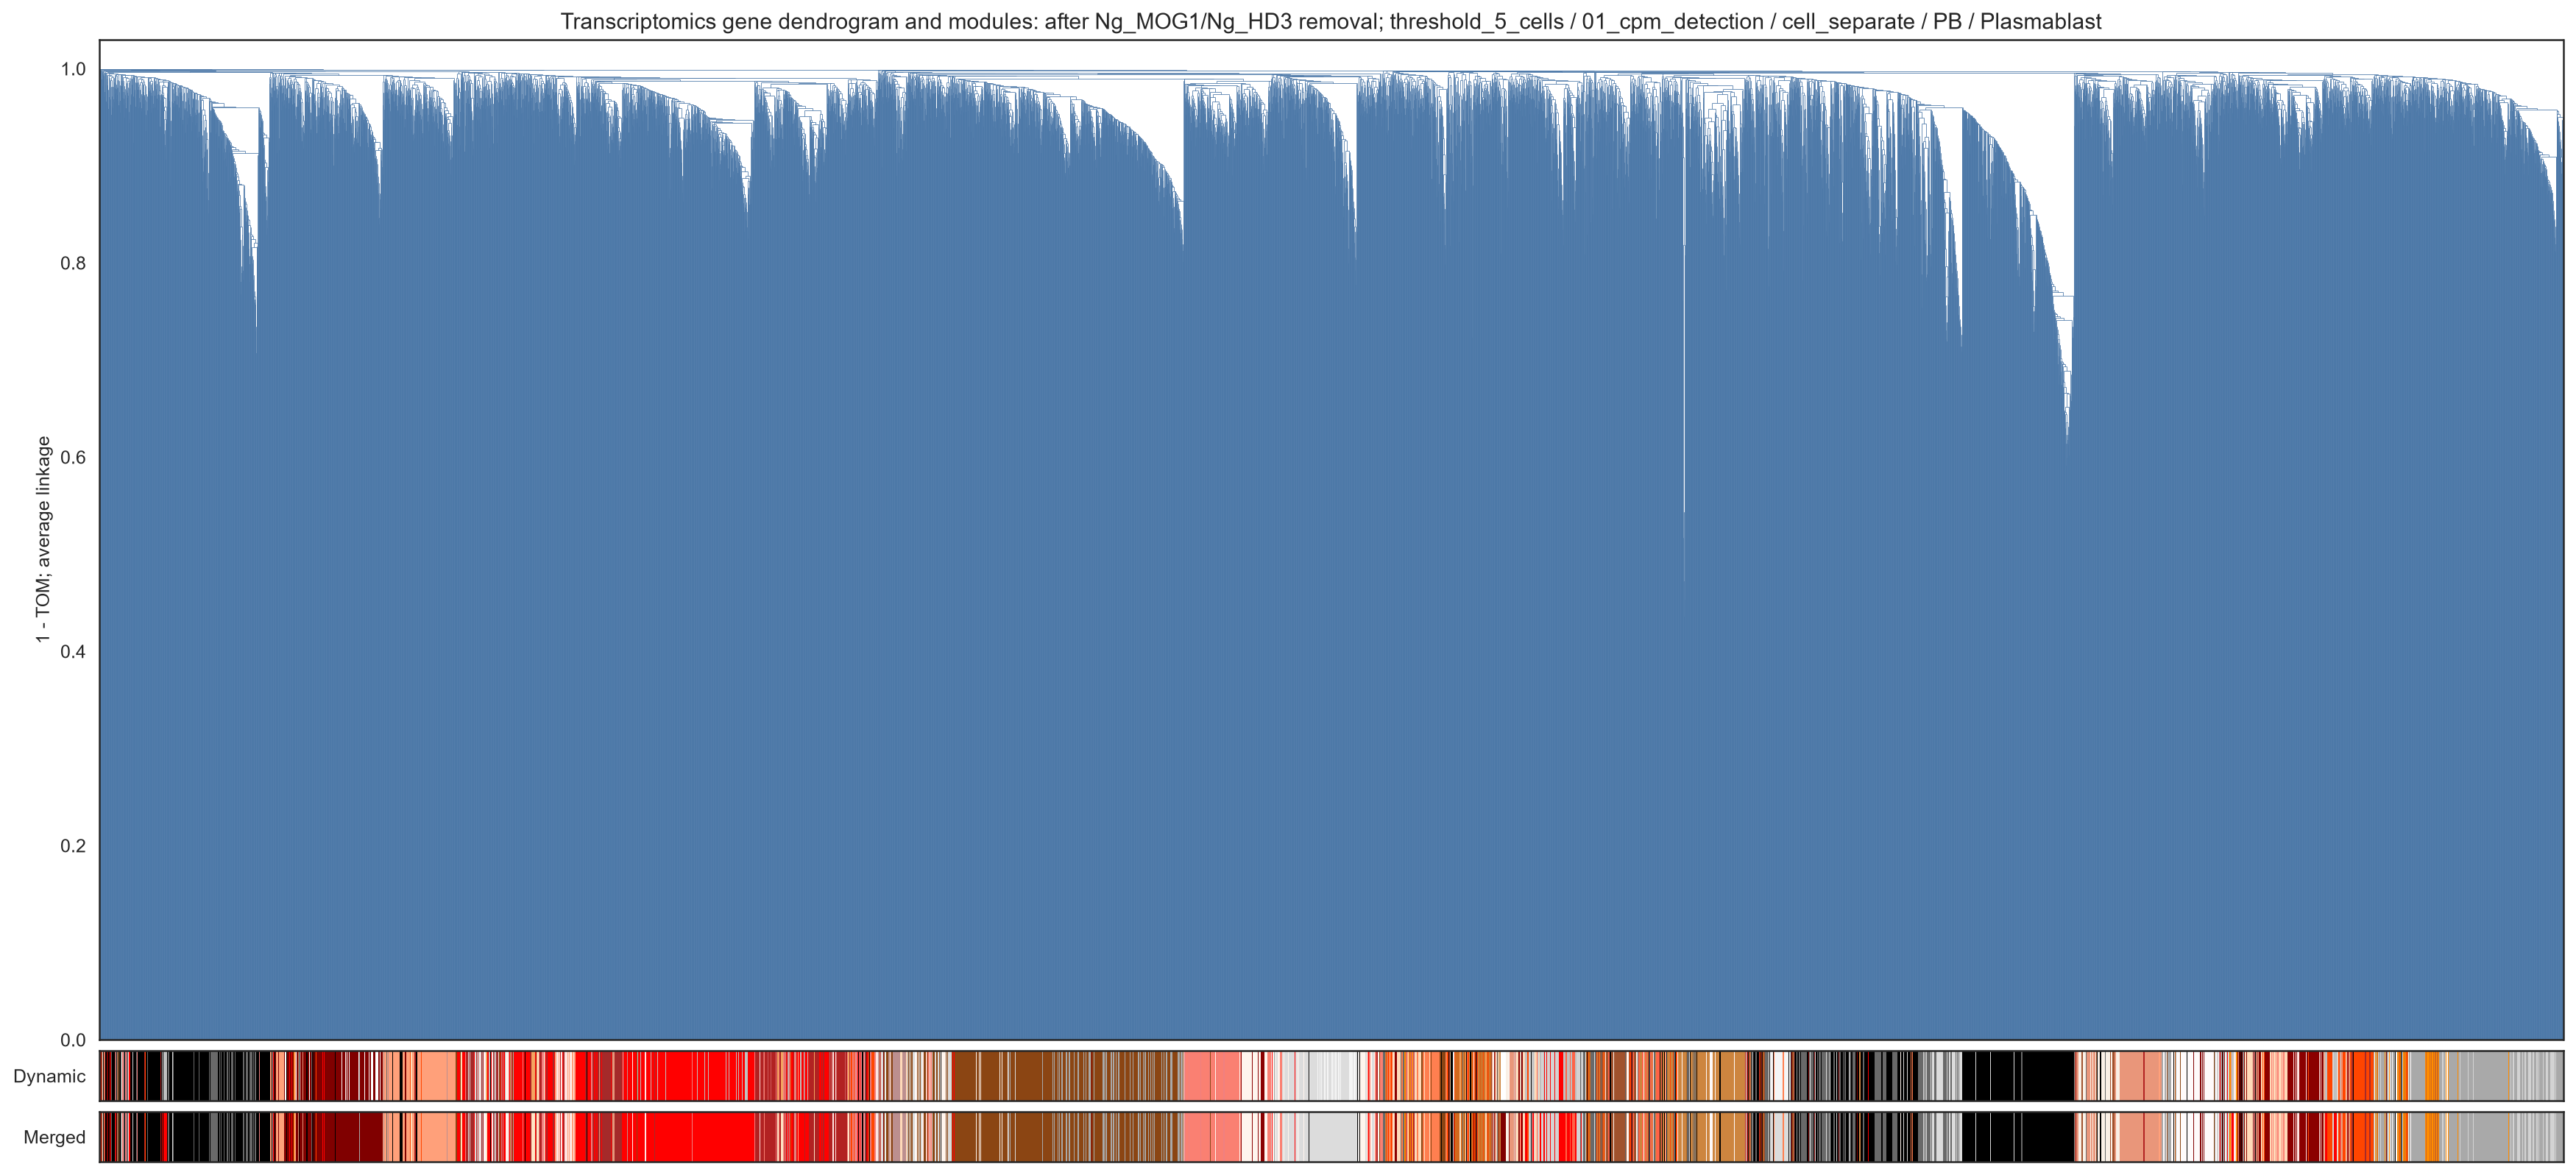 Transcriptomics gene dendrogram and modules: after Ng_MOG1/Ng_HD3 removal; threshold_5_cells / 01_cpm_detection / cell_separate / PB / Plasmablast
1.0
0.8
0.6
0.4
0.2
0.0
1 - TOM; average linkage
Dynamic
Merged